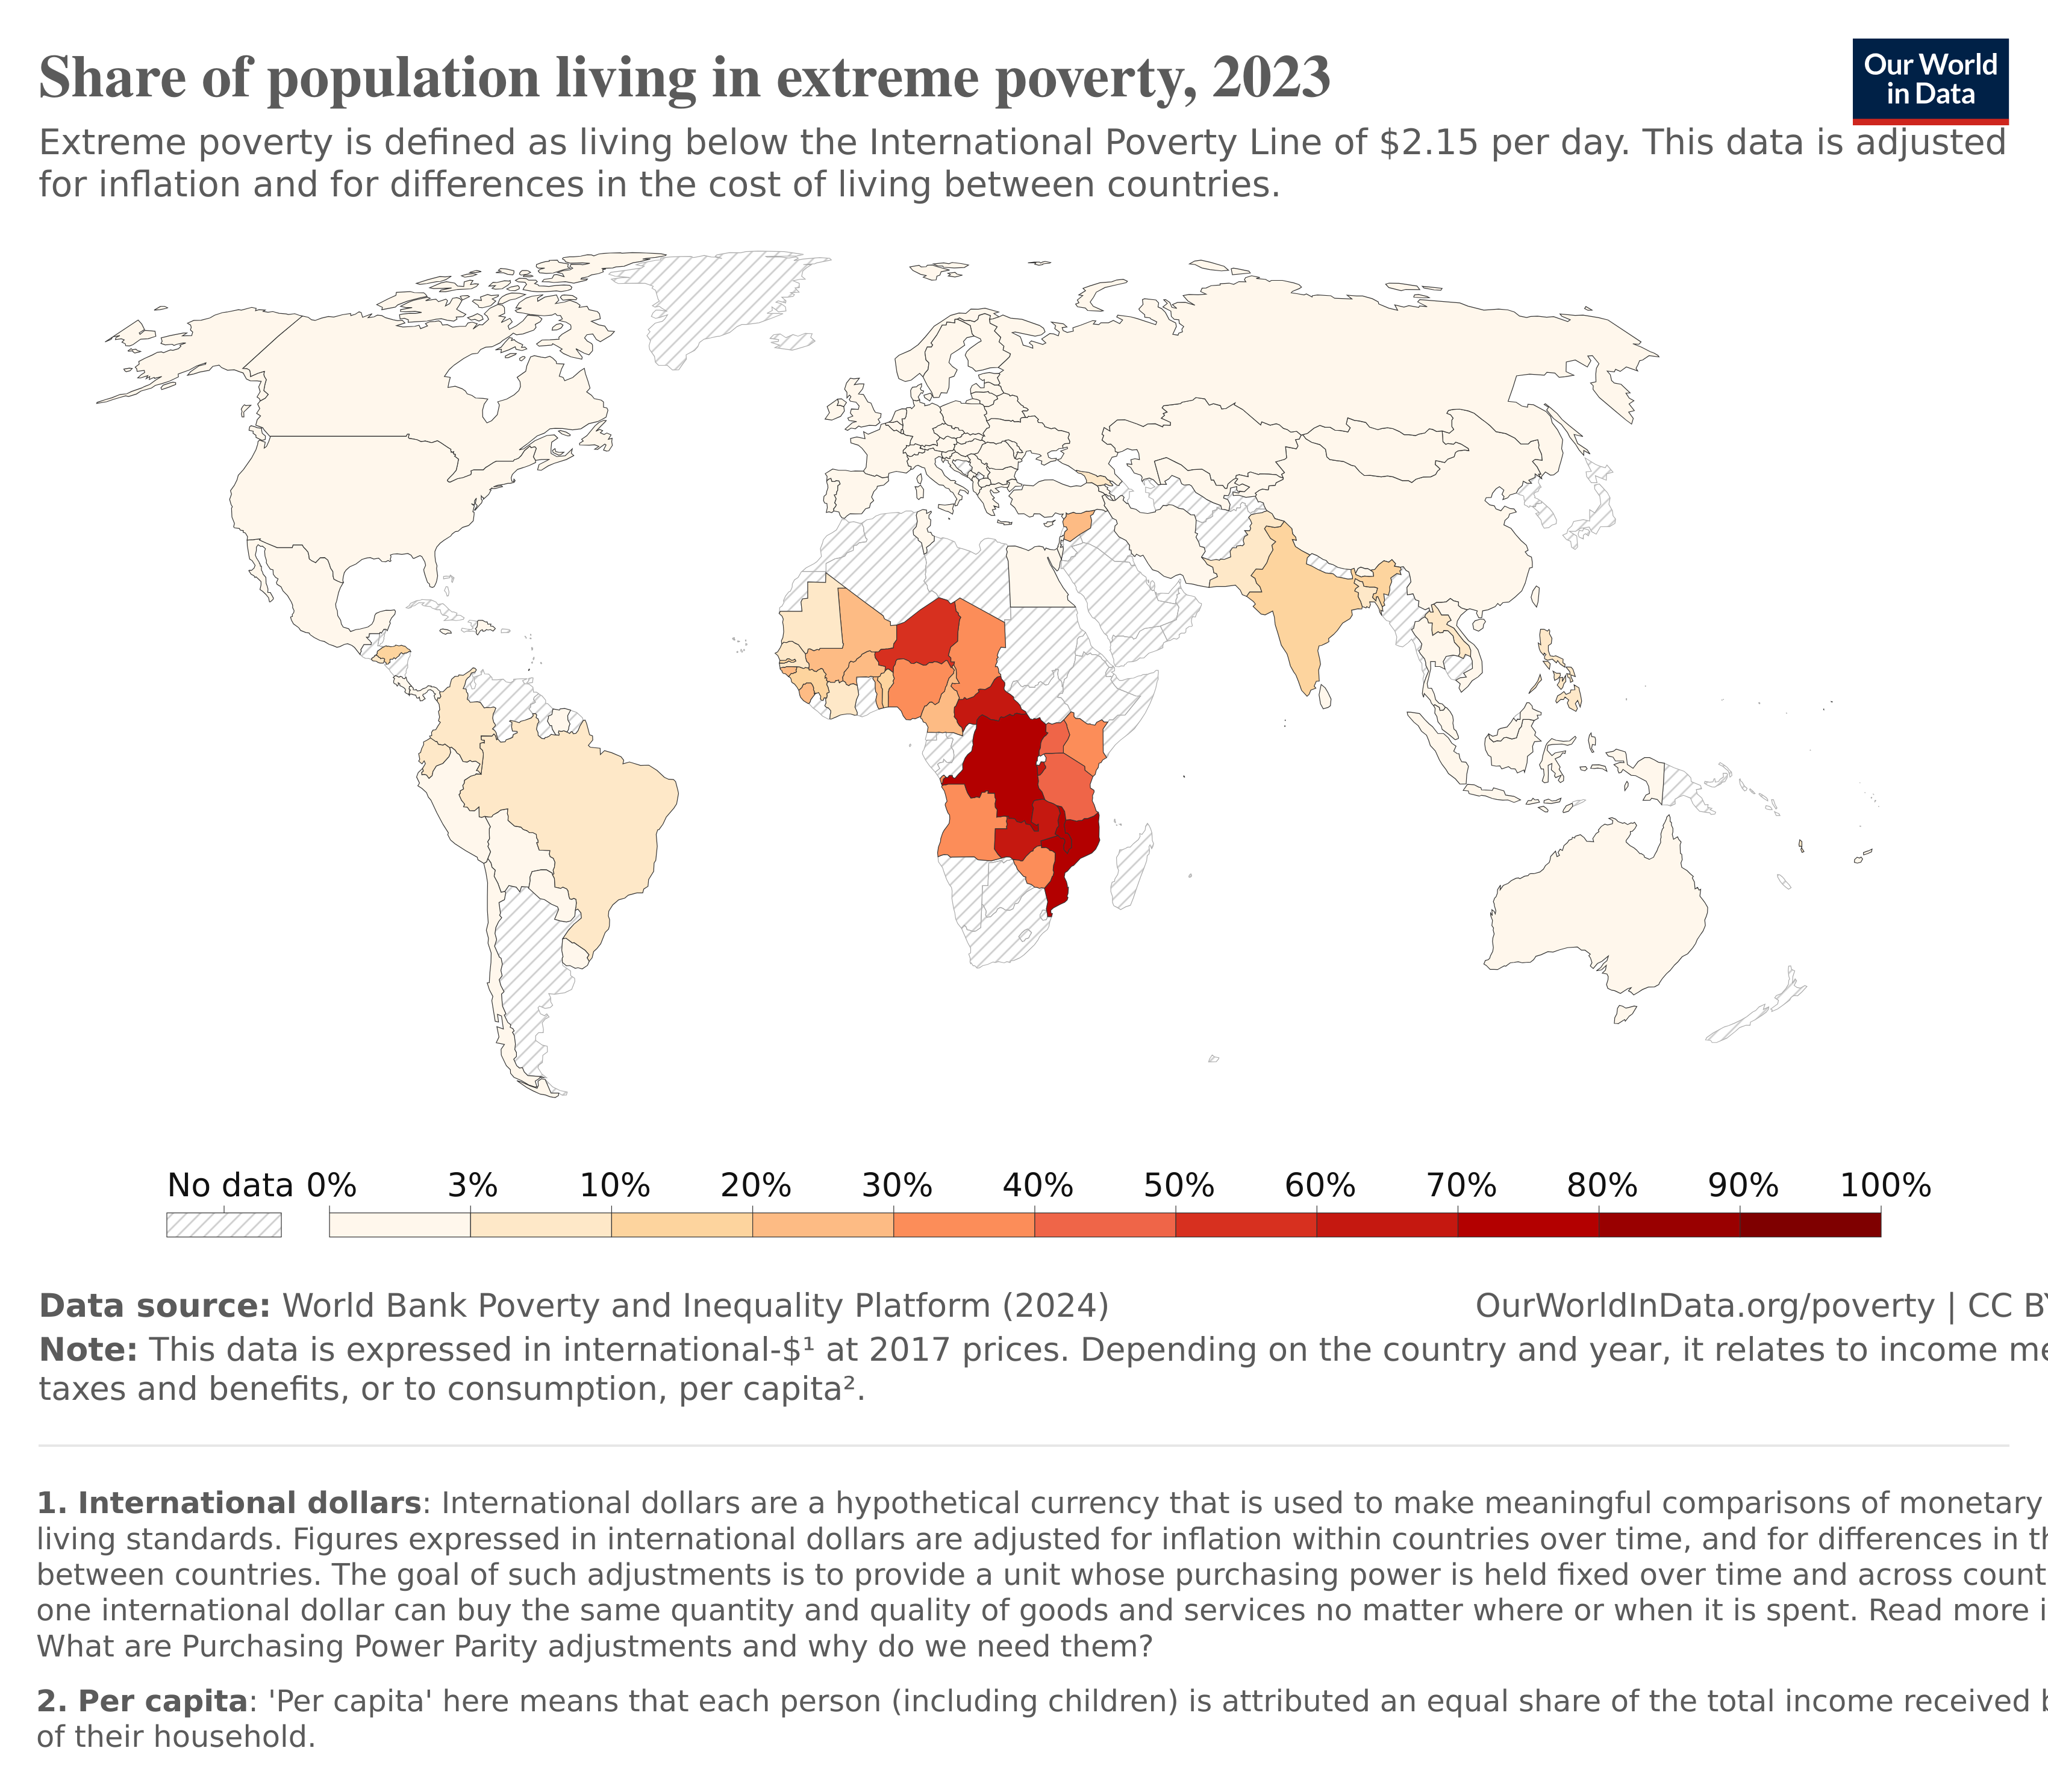 Share of population living in extreme poverty, 2023
Our World
in Data
Extreme poverty is defined as living below the International Poverty Line of $2.15 per day. This data is adjusted
for inflation and for differences in the cost of living between countries.
No data 0% 3% 10% 20% 30% 40% 50% 60% 70% 80% 90% 100%
Data source: World Bank Poverty and Inequality Platform (2024)
OurWorldInData.org/poverty | CC
Note: This data is expressed in international-$¹ at 2017 prices. Depending on the country and year, it relates to income
taxes and benefits, or to consumption, per capita².
1. International dollars: International dollars are a hypothetical currency that is used to make meaningful comparisons of monetary
living standards. Figures expressed in international dollars are adjusted for inflation within countries over time, and for differences in
between countries. The goal of such adjustments is to provide a unit whose purchasing power is held fixed over time and across
one international dollar can buy the same quantity and quality of goods and services no matter where or when it is spent. Read more
What are Purchasing Power Parity adjustments and why do we need them?
2. Per capita: 'Per capita' here means that each person (including children) is attributed an equal share of the total income received
of their household.